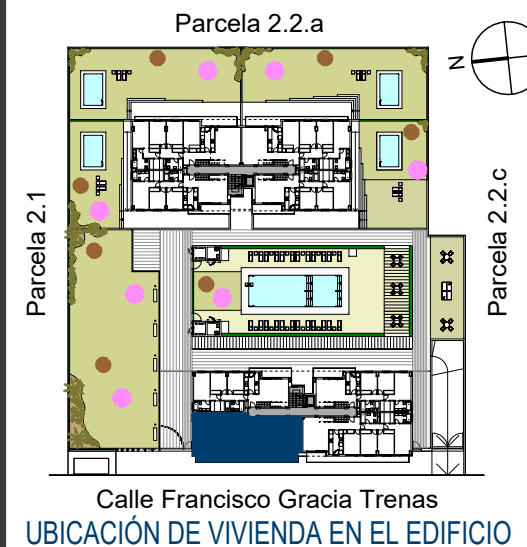 Parcela 2.2.a
N
Parcela 2.1
Parcela 2.2.c
Calle Francisco Gracia Trenas
UBICACIÓN DE VIVIENDA EN EL EDIFICIO